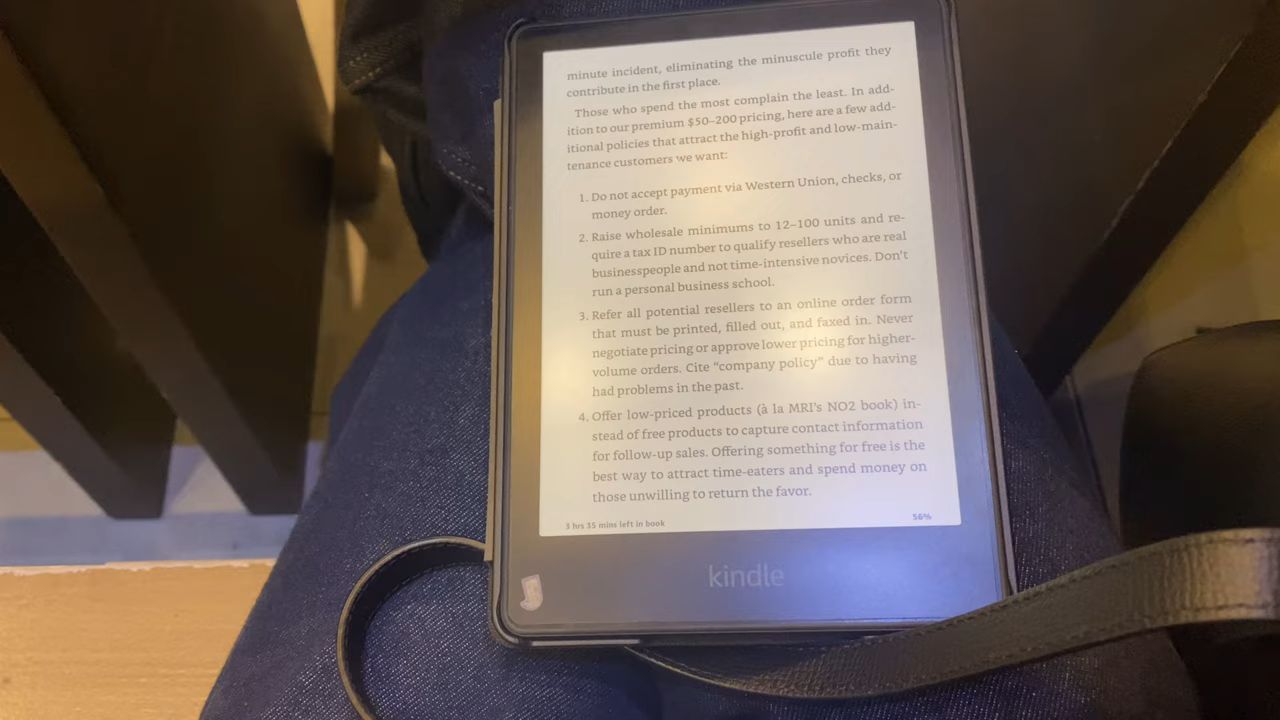 minute incident, eliminating the minuscule profit they
contribute in the first place.
Those who spend the most complain the least. In add-
ition to our premium $50–200 pricing, here are a few add-
itional policies that attract the high-profit and low-main-
tenance customers we want:
1. Do not accept payment via Western Union, checks, or
money order.
2. Raise wholesale minimums to 12–100 units and re-
quire a tax ID number to qualify resellers who are real
businesspeople and not time-intensive novices. Don't
run a personal business school.
3. Refer all potential resellers to an online order form
that must be printed, filled out, and faxed in. Never
negotiate pricing or approve lower pricing for higher-
volume orders. Cite “company policy” due to having
had problems in the past.
4. Offer low-priced products (à la MRI's NO2 book) in-
stead of free products to capture contact information
for follow-up sales. Offering something for free is the
best way to attract time-eaters and spend money on
those unwilling to return the favor.
3 hrs 35 mins left in book
56%
kindle